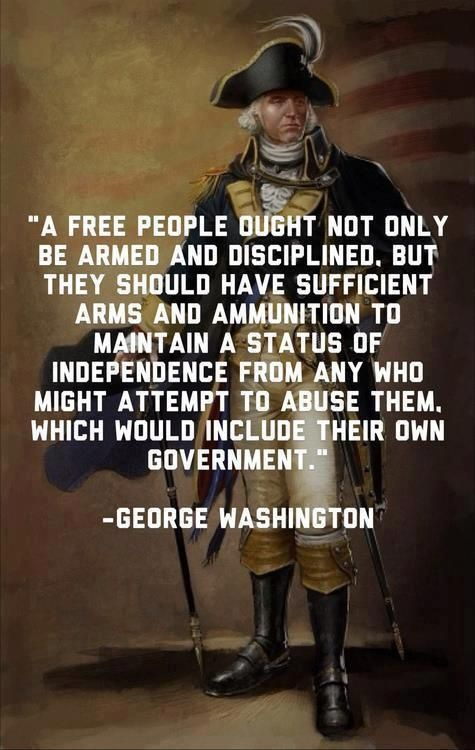 "A FREE PEOPLE OUGHT NOT ONLY
BE ARMED AND DISCIPLINED, BUT
THEY SHOULD HAVE SUFFICIENT
ARMS AND AMMUNITION TO
MAINTAIN A STATUS OF
INDEPENDENCE FROM ANY WHO
MIGHT ATTEMPT TO ABUSE THEM,
WHICH WOULD INCLUDE THEIR OWN
GOVERNMENT."
-GEORGE WASHINGTON